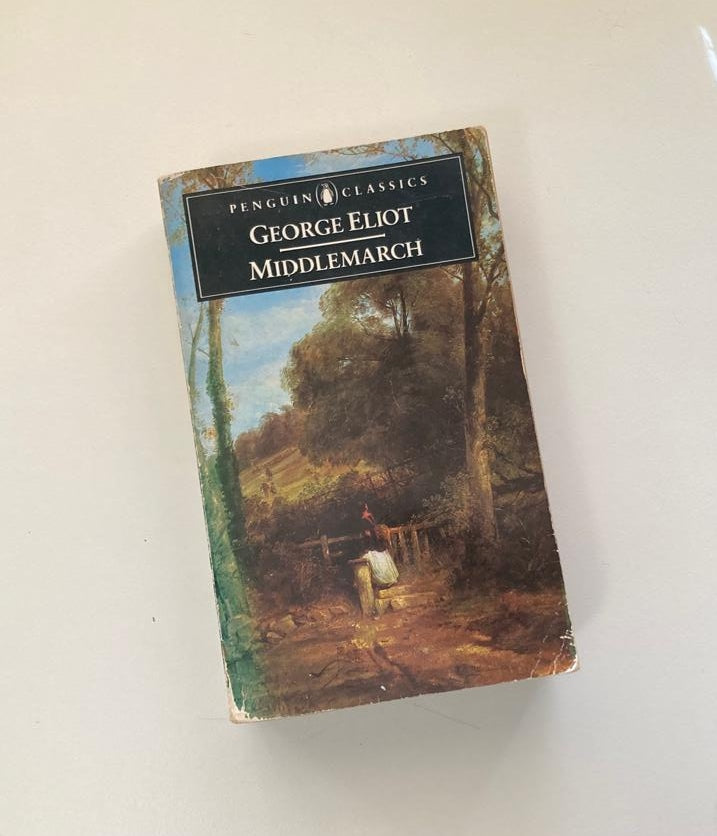 PENGUIN CLASSICS
GEORGE ELIOT
MIDDLEMARCH